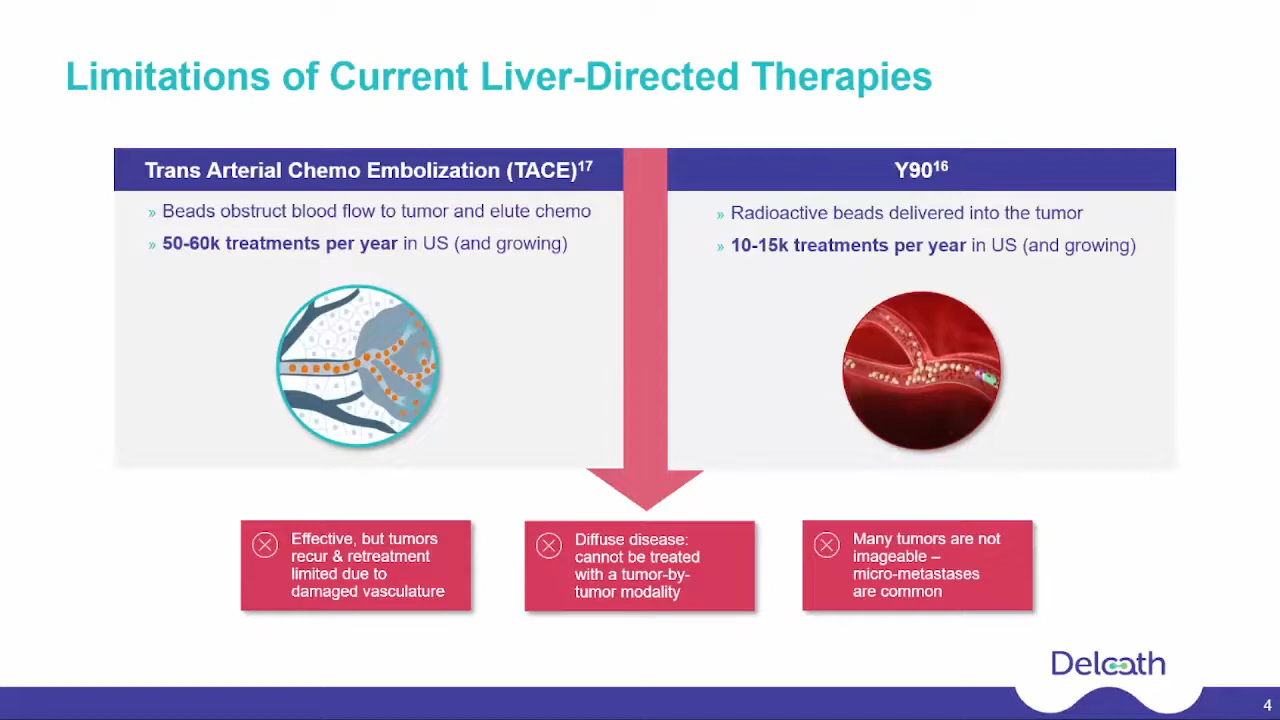 Limitations of Current Liver-Directed Therapies
Trans Arterial Chemo Embolization (TACE)17
» Beads obstruct blood flow to tumor and elute chemo
» 50-60k treatments per year in US (and growing)
Y9016
» Radioactive beads delivered into the tumor
» 10-15k treatments per year in US (and growing)
Effective, but tumors
recur & retreatment
limited due to
damaged vasculature
Diffuse disease:
cannot be treated
with a tumor-by-
tumor modality
Many tumors are not
imageable –
micro-metastases
are common
Delcath
4